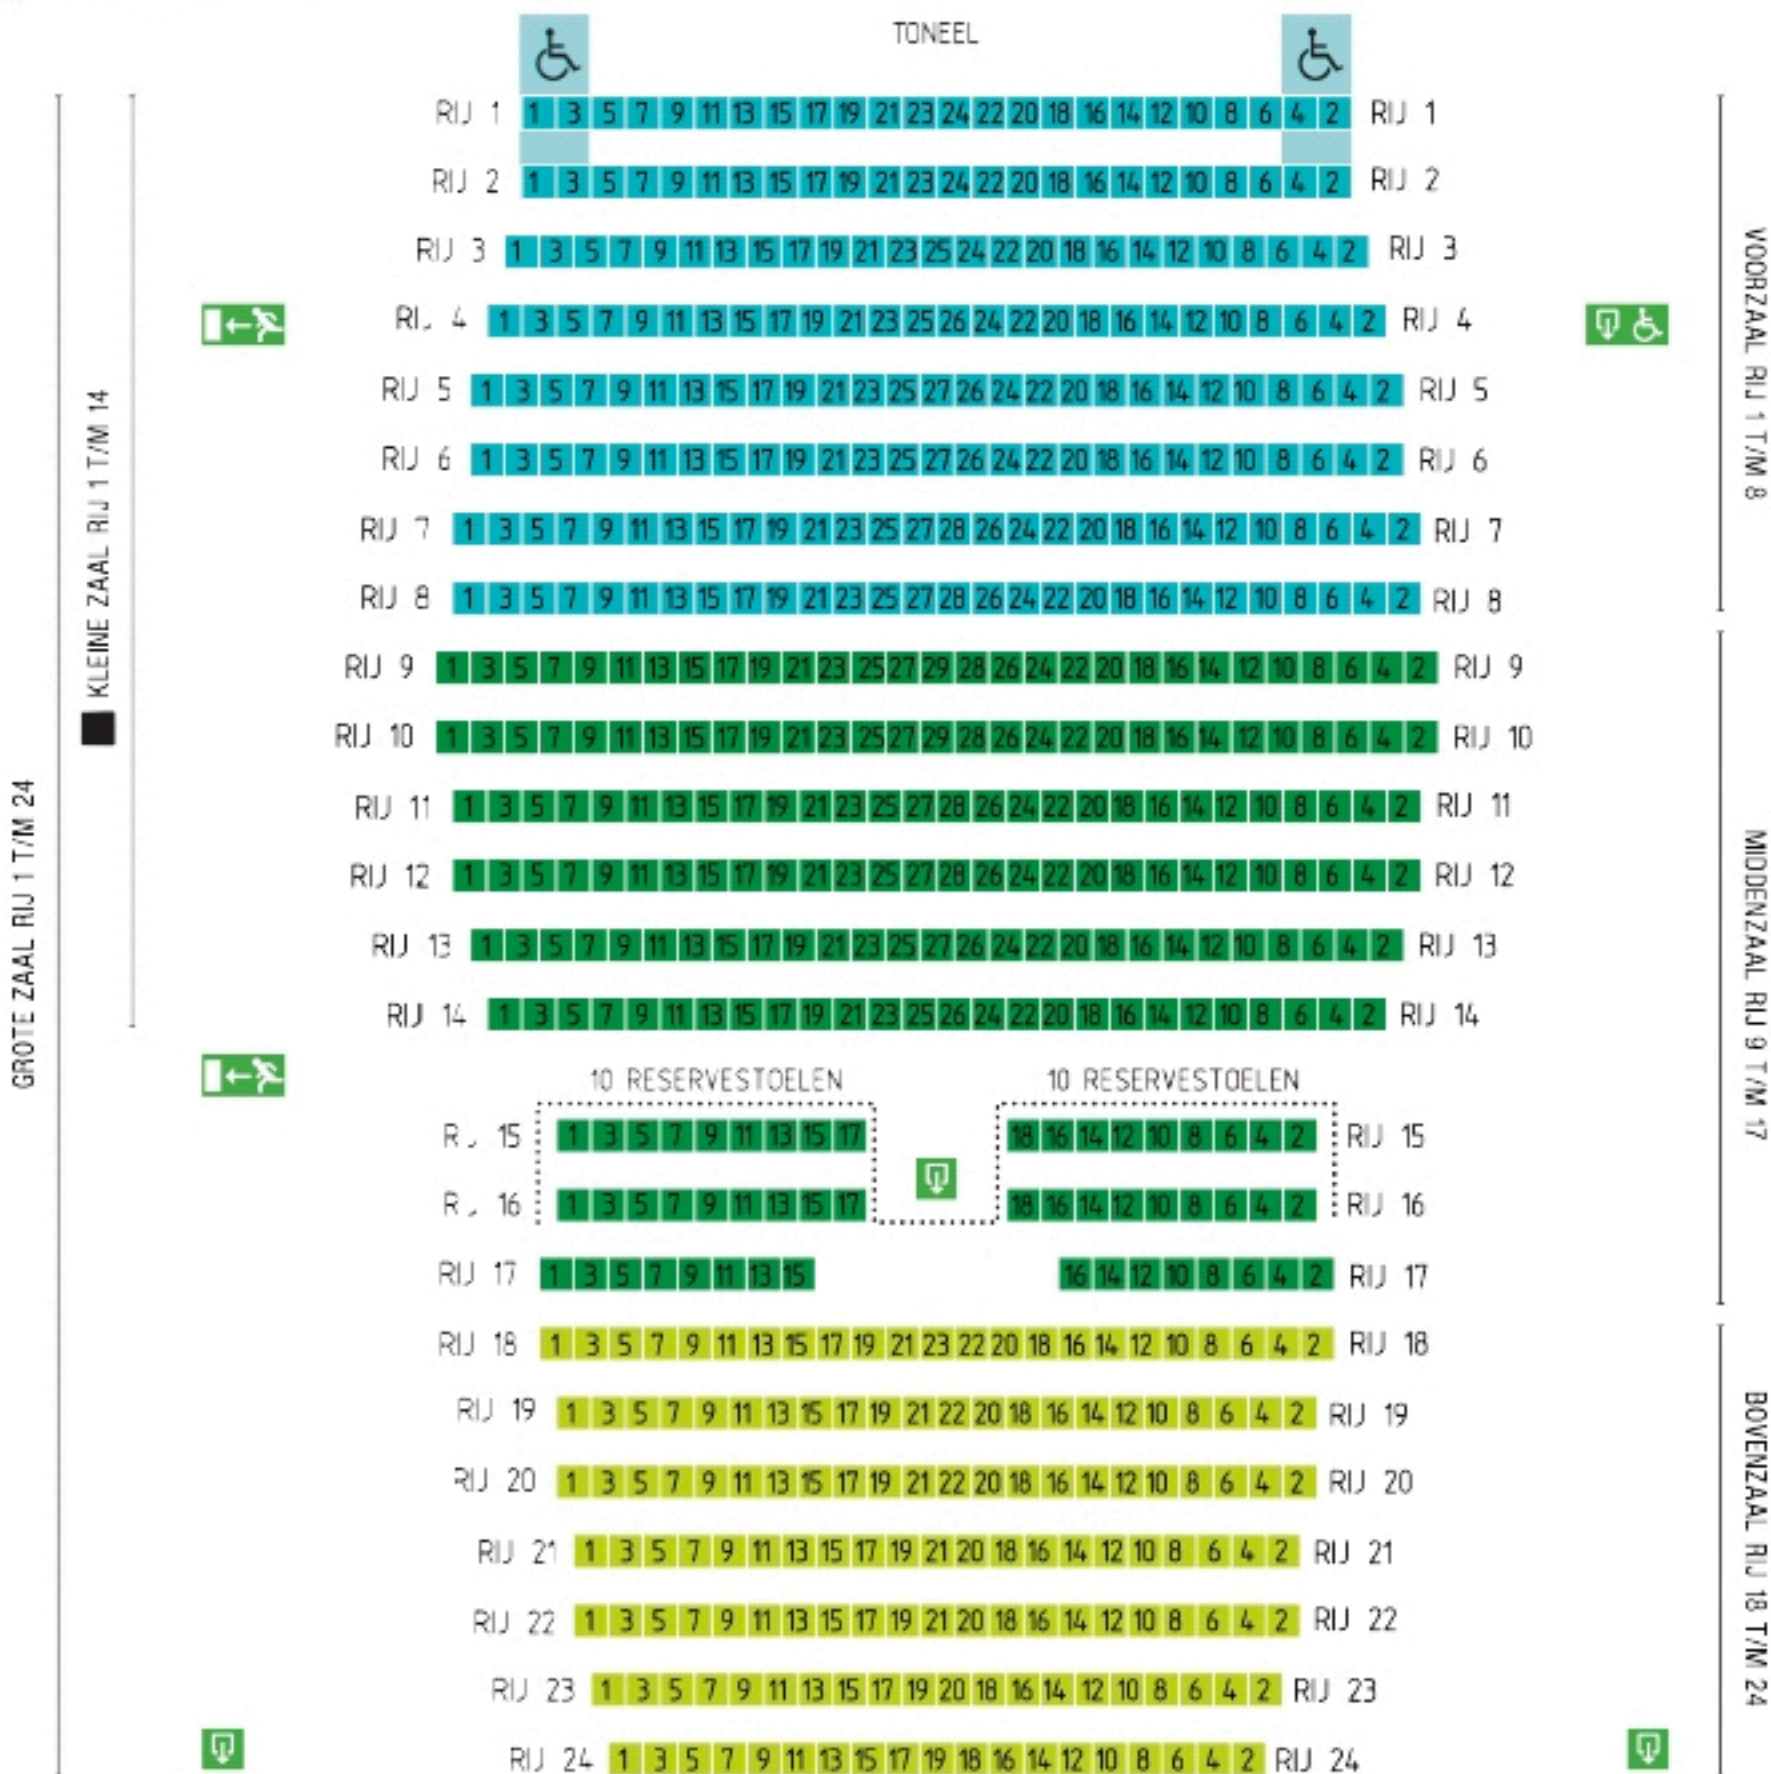 TONEEL
RIJ 1 1 3 5 7 9 11 13 15 17 19 21 23 24 22 20 18 16 14 12 10 8 6 4 2 RIJ 1
RIJ 2 1 3 5 7 9 11 13 15 17 19 21 23 24 22 20 18 16 14 12 10 8 6 4 2 RIJ 2
RIJ 3 1 3 5 7 9 11 13 15 17 19 21 23 25 24 22 20 18 16 14 12 10 8 6 4 2 RIJ 3
RIJ 4 1 3 5 7 9 11 13 15 17 19 21 23 25 26 24 22 20 18 16 14 12 10 8 6 4 2 RIJ 4
RIJ 5 1 3 5 7 9 11 13 15 17 19 21 23 25 27 26 24 22 20 18 16 14 12 10 8 6 4 2 RIJ 5
RIJ 6 1 3 5 7 9 11 13 15 17 19 21 23 25 27 26 24 22 20 18 16 14 12 10 8 6 4 2 RIJ 6
RIJ 7 1 3 5 7 9 11 13 15 17 19 21 23 25 27 28 26 24 22 20 18 16 14 12 10 8 6 4 2 RIJ 7
RIJ 8 1 3 5 7 9 11 13 15 17 19 21 23 25 27 28 26 24 22 20 18 16 14 12 10 8 6 4 2 RIJ 8
RIJ 9 1 3 5 7 9 11 13 15 17 19 21 23 25 27 29 28 26 24 22 20 18 16 14 12 10 8 6 4 2 RIJ 9
RIJ 10 1 3 5 7 9 11 13 15 17 19 21 23 25 27 29 28 26 24 22 20 18 16 14 12 10 8 6 4 2 RIJ 10
RIJ 11 1 3 5 7 9 11 13 15 17 19 21 23 25 27 28 26 24 22 20 18 16 14 12 10 8 6 4 2 RIJ 11
RIJ 12 1 3 5 7 9 11 13 15 17 19 21 23 25 27 28 26 24 22 20 18 16 14 12 10 8 6 4 2 RIJ 12
RIJ 13 1 3 5 7 9 11 13 15 17 19 21 23 25 27 26 24 22 20 18 16 14 12 10 8 6 4 2 RIJ 13
RIJ 14 1 3 5 7 9 11 13 15 17 19 21 23 25 26 24 22 20 18 16 14 12 10 8 6 4 2 RIJ 14
10 RESERVESTOELEN 10 RESERVESTOELEN
RIJ 15 1 3 5 7 9 11 13 15 17 18 16 14 12 10 8 6 4 2 RIJ 15
RIJ 16 1 3 5 7 9 11 13 15 17 18 16 14 12 10 8 6 4 2 RIJ 16
RIJ 17 1 3 5 7 9 11 13 15 16 14 12 10 8 6 4 2 RIJ 17
RIJ 18 1 3 5 7 9 11 13 15 17 19 21 23 22 20 18 16 14 12 10 8 6 4 2 RIJ 18
RIJ 19 1 3 5 7 9 11 13 15 17 19 21 22 20 18 16 14 12 10 8 6 4 2 RIJ 19
RIJ 20 1 3 5 7 9 11 13 15 17 19 21 22 20 18 16 14 12 10 8 6 4 2 RIJ 20
RIJ 21 1 3 5 7 9 11 13 15 17 19 21 20 18 16 14 12 10 8 6 4 2 RIJ 21
RIJ 22 1 3 5 7 9 11 13 15 17 19 21 20 18 16 14 12 10 8 6 4 2 RIJ 22
RIJ 23 1 3 5 7 9 11 13 15 17 19 20 18 16 14 12 10 8 6 4 2 RIJ 23
RIJ 24 1 3 5 7 9 11 13 15 17 19 18 16 14 12 10 8 6 4 2 RIJ 24
GROTE ZAAL RIJ 1 T/M 24
KLEINE ZAAL RIJ 1 T/M 14
VOORZAAL RIJ 1 T/M 8
MIDDENZAAL RIJ 9 T/M 17
BOVENZAAL RIJ 18 T/M 24